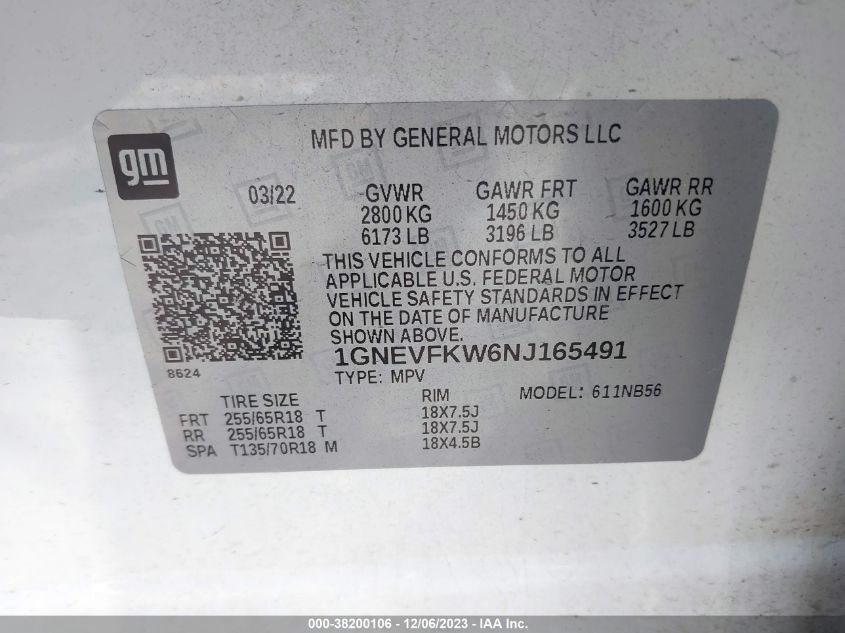 gm
MFD BY GENERAL MOTORS LLC
03/22 GVWR GAWR FRT GAWR RR
2800 KG 1450 KG 1600 KG
6173 LB 3196 LB 3527 LB
THIS VEHICLE CONFORMS TO ALL
APPLICABLE U.S. FEDERAL MOTOR
VEHICLE SAFETY STANDARDS IN EFFECT
ON THE DATE OF MANUFACTURE
SHOWN ABOVE.
8624
1GNEVFKW6NJ165491
TYPE: MPV
TIRE SIZE RIM MODEL: 611NB56
FRT 255/65R18 T 18X7.5J
RR 255/65R18 T 18X7.5J
SPA T135/70R18 M 18X4.5B
000-38200106 - 12/06/2023 - IAA Inc.